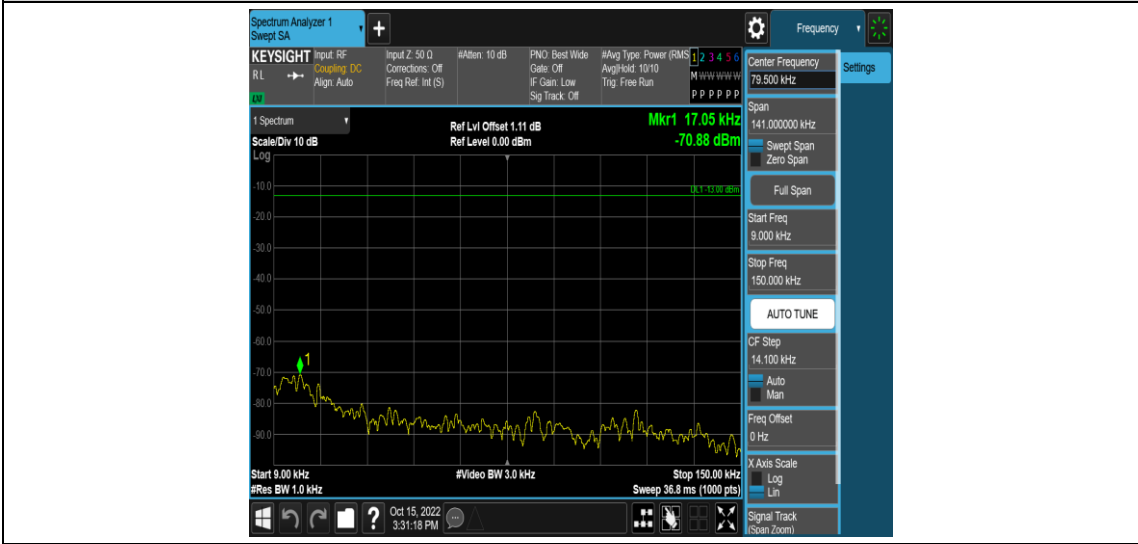 Spectrum Analyzer 1
Swept SA
Frequency
KEYSIGHT
RL
LXI
Input: RF
Coupling: DC
Align: Auto
Input Z: 50 Ω
Corrections: Off
Freq Ref: Int (S)
#Atten: 10 dB
PNO: Best Wide
Gate: Off
IF Gain: Low
Sig Track: Off
#Avg Type: Power (RMS
Avg|Hold: 10/10
Trig: Free Run
1 2 3 4 5 6
M W W W W W
P P P P P P
1 Spectrum
Scale/Div 10 dB
Log
Ref Lvl Offset 1.11 dB
Ref Level 0.00 dBm
Mkr1 17.05 kHz
-70.88 dBm
DL1 -13.00 dBm
-10.0
-20.0
-30.0
-40.0
-50.0
-60.0
-70.0
-80.0
-90.0
1
Start 9.00 kHz
#Res BW 1.0 kHz
#Video BW 3.0 kHz
Stop 150.00 kHz
Sweep 36.8 ms (1000 pts)
Center Frequency
79.500 kHz
Settings
Span
141.000000 kHz
Swept Span
Zero Span
Full Span
Start Freq
9.000 kHz
Stop Freq
150.000 kHz
AUTO TUNE
CF Step
14.100 kHz
Auto
Man
Freq Offset
0 Hz
X Axis Scale
Log
Lin
Signal Track
(Span Zoom)
?
Oct 15, 2022
3:31:18 PM